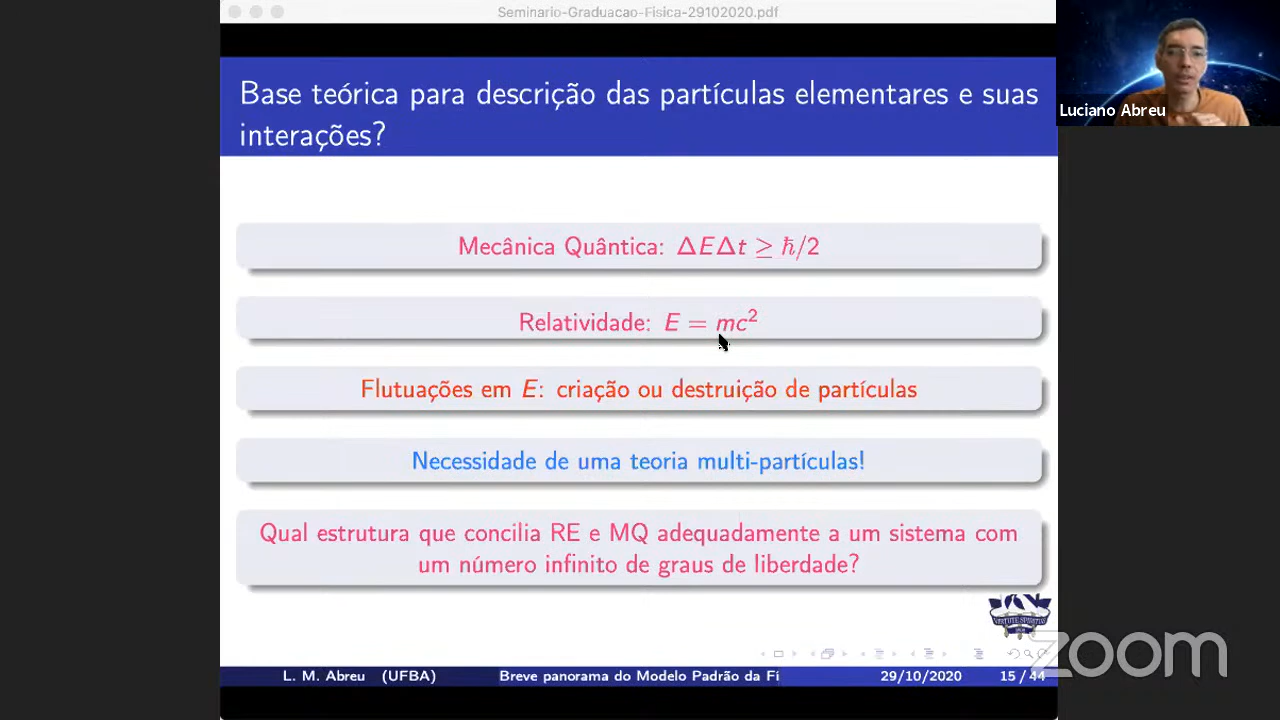 Seminario-Graduacao-Fisica-29102020.pdf
Luciano Abreu
Base teórica para descrição das partículas elementares e suas
interações?
Mecânica Quântica: ΔEΔt ≥ ℏ/2
Relatividade: E = mc²
Flutuações em E: criação ou destruição de partículas
Necessidade de uma teoria multi-partículas!
Qual estrutura que concilia RE e MQ adequadamente a um sistema com
um número infinito de graus de liberdade?
VIRTUTE SPIRITUS
zoom
L. M. Abreu (UFBA) Breve panorama do Modelo Padrão da Fí 29/10/2020 15 / 44